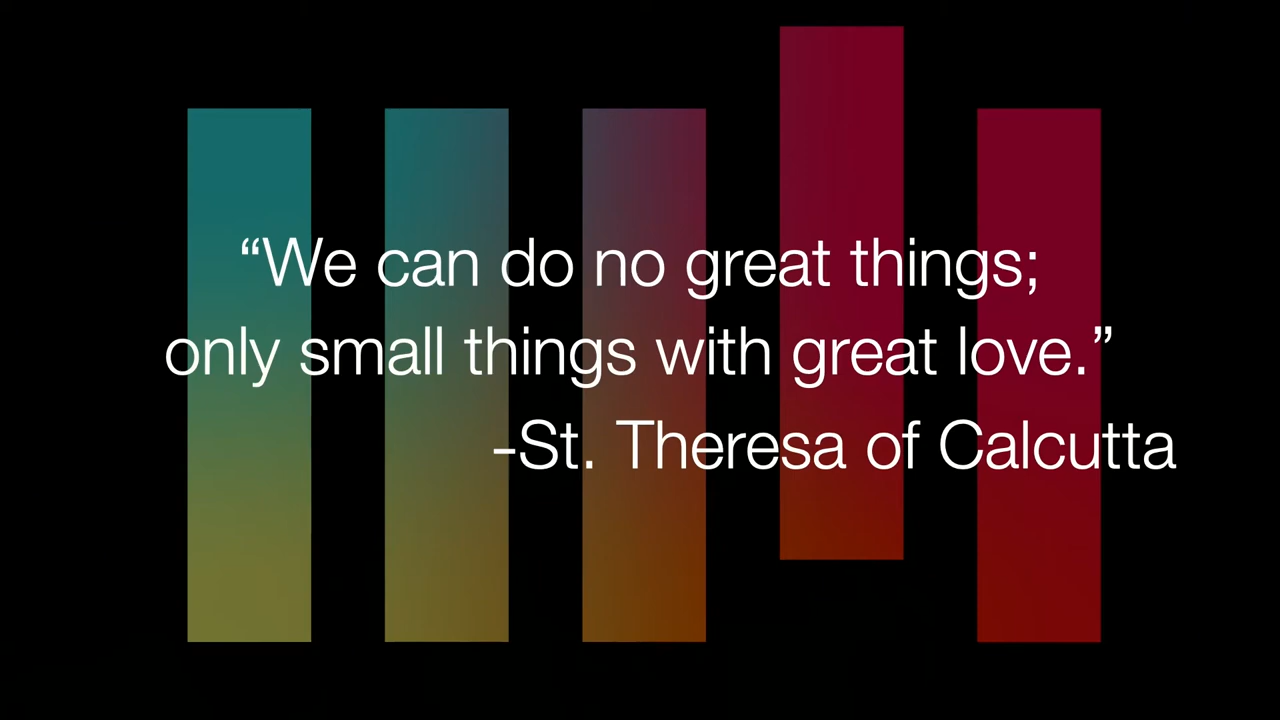 “We can do no great things;
only small things with great love.”
-St. Theresa of Calcutta